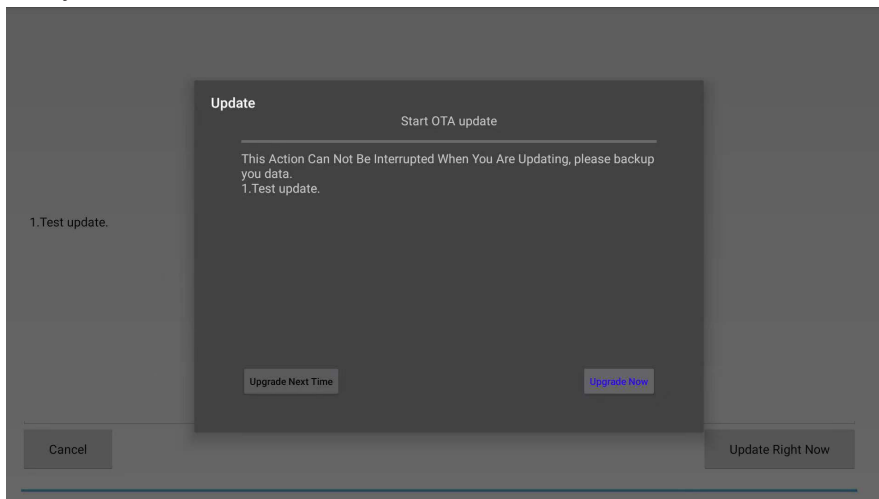 Update
Start OTA update
This Action Can Not Be Interrupted When You Are Updating, please backup
you data.
1.Test update.
1.Test update.
Upgrade Next Time
Upgrade Now
Cancel
Update Right Now